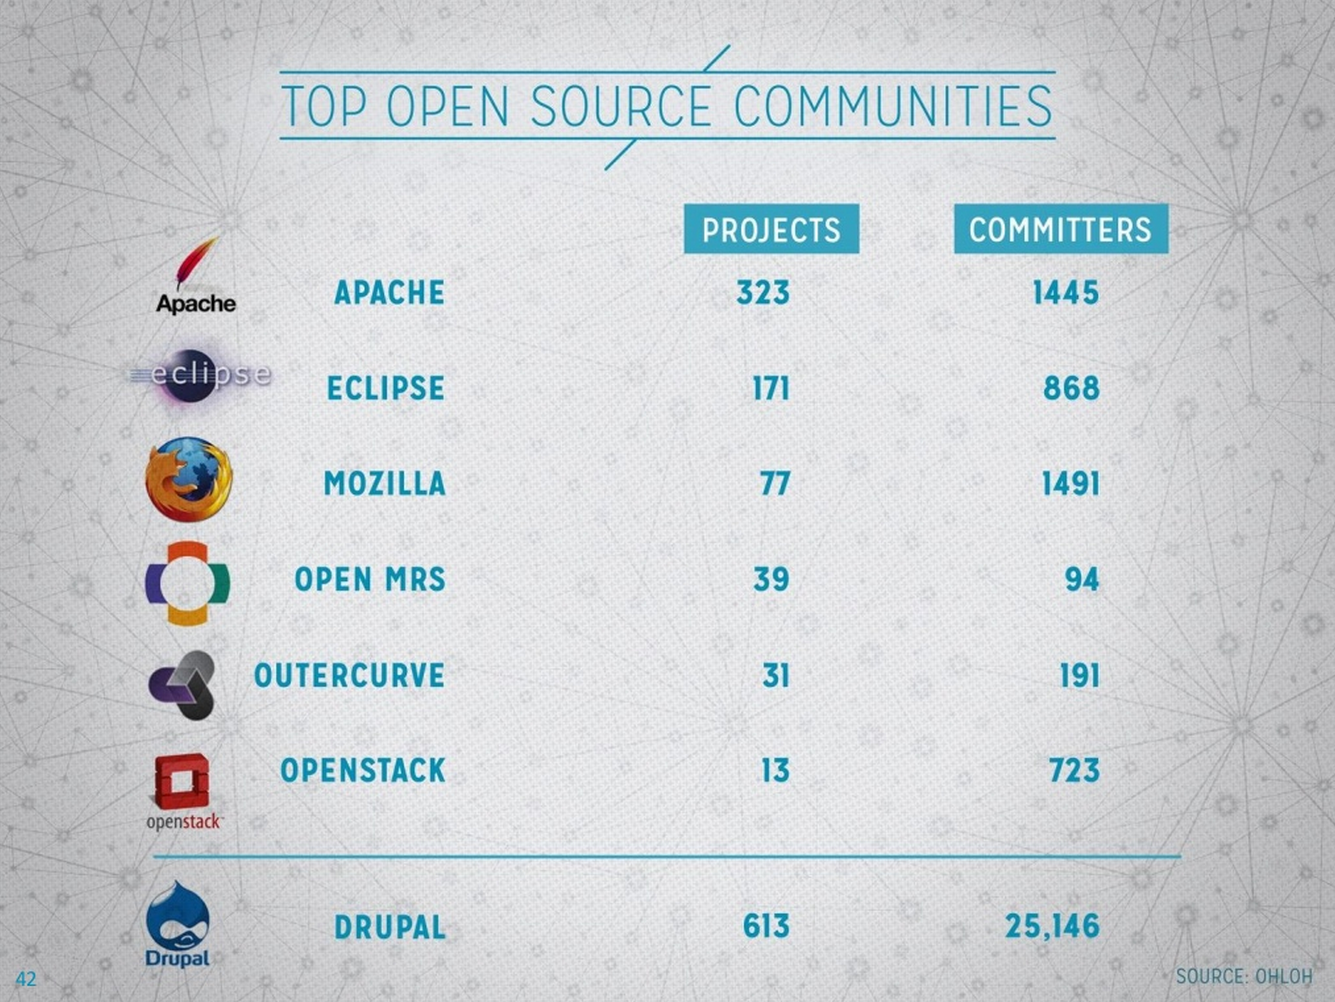 TOP OPEN SOURCE COMMUNITIES
PROJECTS COMMITTERS
Apache APACHE 323 1445
eclipse ECLIPSE 171 868
MOZILLA 77 1491
OPEN MRS 39 94
OUTERCURVE 31 191
OPENSTACK 13 723
openstack
DRUPAL 613 25,146
Drupal
42
SOURCE: OHLOH